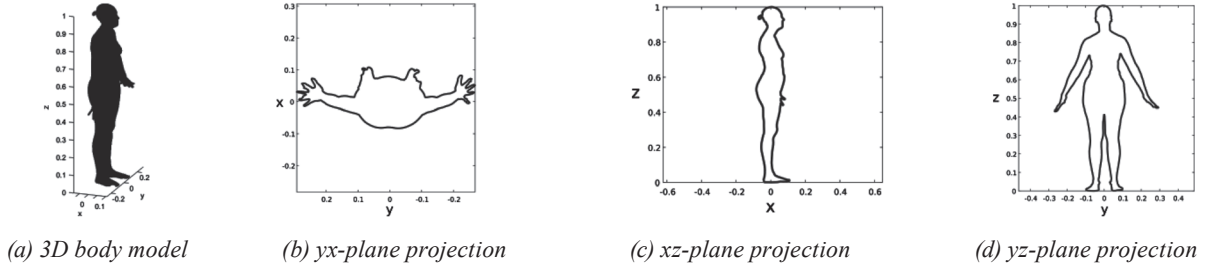 1
0.9
0.8
0.7
0.6
z 0.5
0.4
0.3
0.2
0.1
0
0 0.1
x
-0.2 0 0.2
y
(a) 3D body model
0.3
0.2
0.1
x 0
-0.1
-0.2
0.2 0.1 0 -0.1 -0.2
y
(b) yx-plane projection
1
0.8
0.6
Z
0.4
0.2
0
-0.6 -0.4 -0.2 0 0.2 0.4 0.6
X
(c) xz-plane projection
1
0.9
0.8
0.7
0.6
Z 0.5
0.4
0.3
0.2
0.1
0
-0.4 -0.3 -0.2 -0.1 0 0.1 0.2 0.3 0.4
y
(d) yz-plane projection